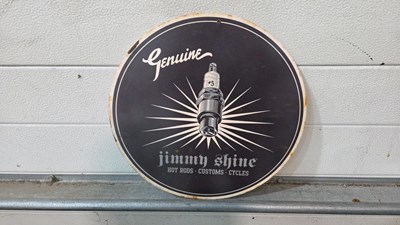 Genuine
jimmy shine
HOT RODS · CUSTOMS · CYCLES